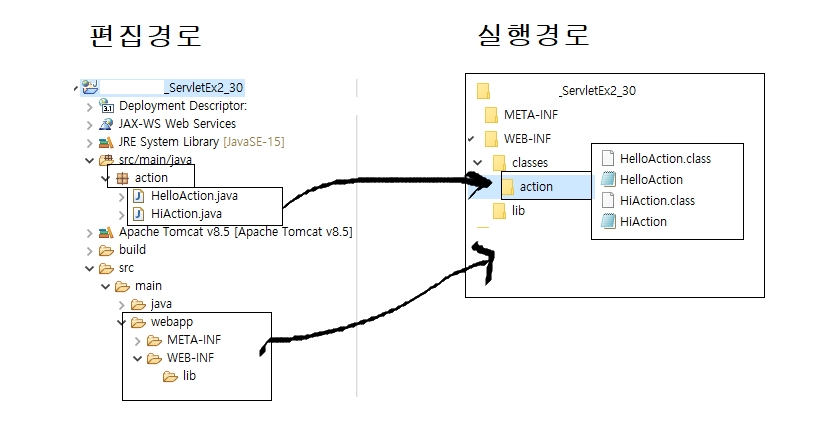 편집경로
_ServletEx2_30
Deployment Descriptor:
JAX-WS Web Services
JRE System Library [JavaSE-15]
src/main/java
action
HelloAction.java
HiAction.java
Apache Tomcat v8.5 [Apache Tomcat v8.5]
build
src
main
java
webapp
META-INF
WEB-INF
lib
실행경로
_ServletEx2_30
META-INF
WEB-INF
classes
action
lib
HelloAction.class
HelloAction
HiAction.class
HiAction